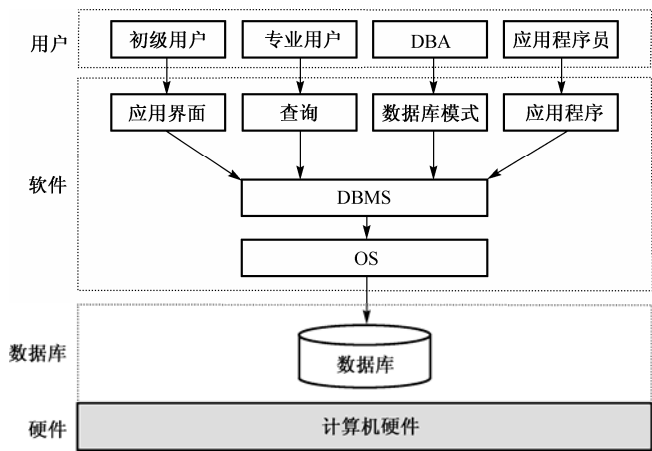 用户
初级用户
专业用户
DBA
应用程序员
应用界面
查询
数据库模式
应用程序
软件
DBMS
OS
数据库
数据库
硬件
计算机硬件